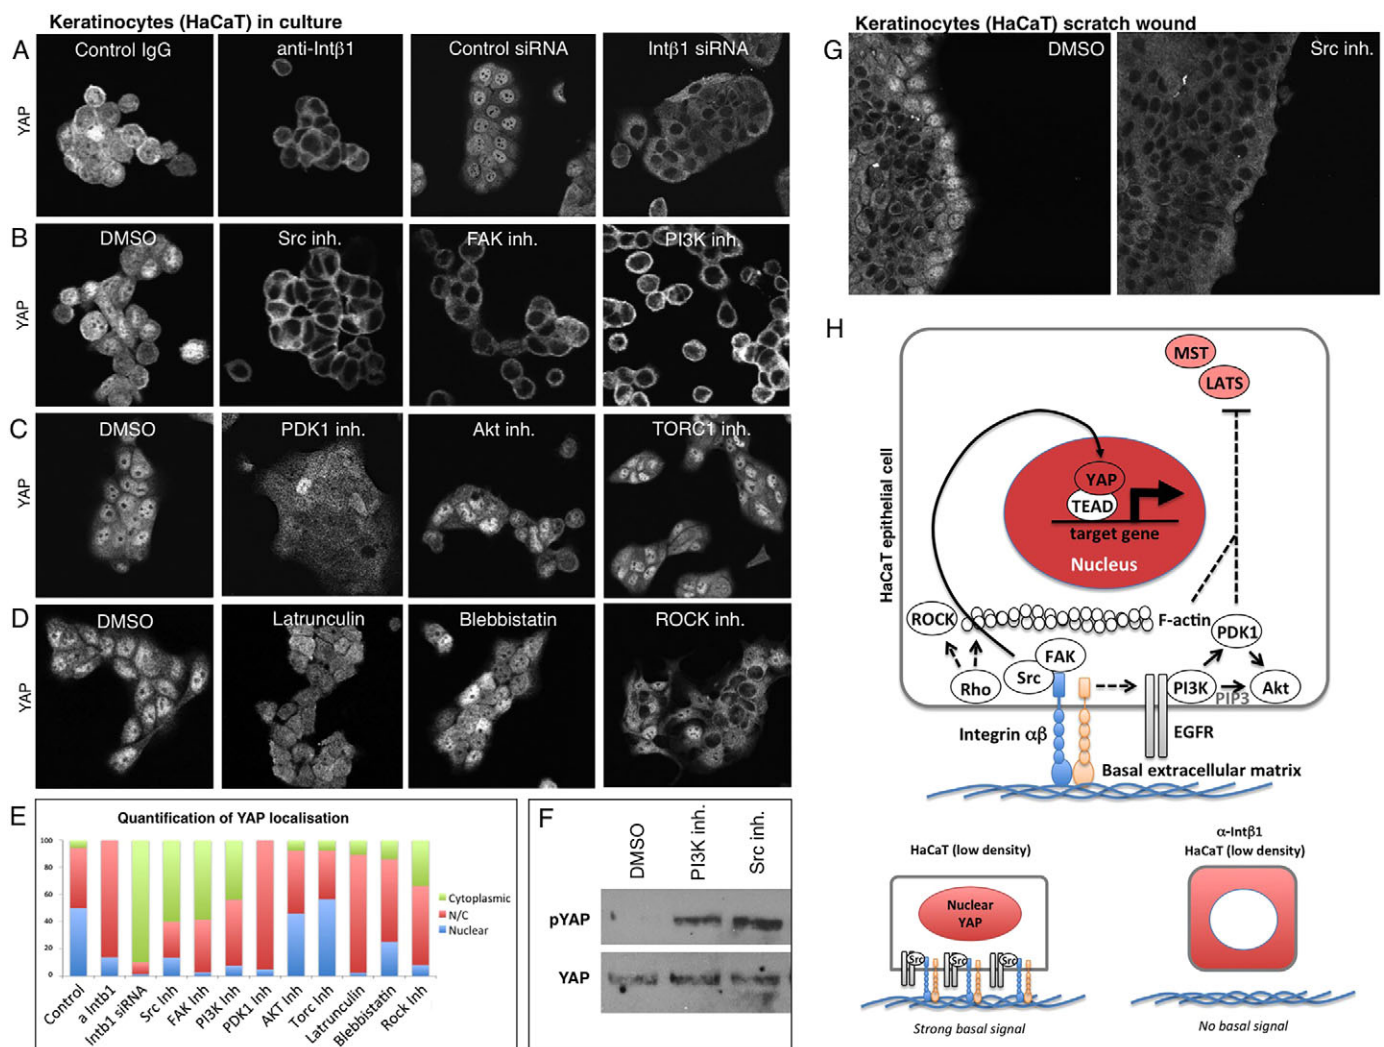 Keratinocytes (HaCaT) in culture
A
YAP
Control IgG
anti-Intβ1
Control siRNA
Intβ1 siRNA
B
YAP
DMSO
Src inh.
FAK inh.
PI3K inh.
C
YAP
DMSO
PDK1 inh.
Akt inh.
TORC1 inh.
D
YAP
DMSO
Latrunculin
Blebbistatin
ROCK inh.
E
Quantification of YAP localisation
100
80
60
40
20
0
Cytoplasmic
N/C
Nuclear
Control
a Intb1
Intb1 siRNA
Src Inh
FAK Inh
PI3K Inh
PDK1 Inh
AKT Inh
Torc Inh
Latrunculin
Blebbistatin
Rock Inh
F
DMSO
PI3K inh.
Src inh.
pYAP
YAP
Keratinocytes (HaCaT) scratch wound
G
DMSO
Src inh.
H
HaCaT epithelial cell
MST
LATS
YAP
TEAD
target gene
Nucleus
ROCK
F-actin
PDK1
FAK
Src
Rho
PI3K
PIP3
Akt
Integrin αβ
EGFR
Basal extracellular matrix
HaCaT (low density)
Nuclear
YAP
Src
Src
Src
Strong basal signal
α-Intβ1
HaCaT (low density)
No basal signal